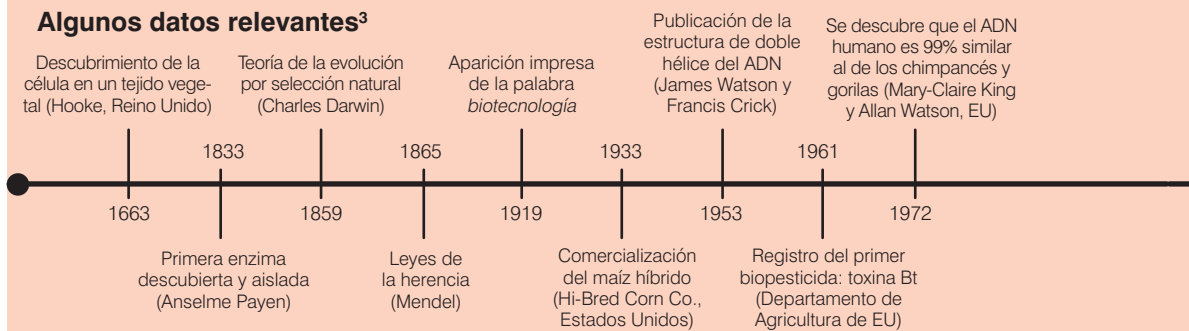 Algunos datos relevantes³
Descubrimiento de la
célula en un tejido vege-
tal (Hooke, Reino Unido)
Teoría de la evolución
por selección natural
(Charles Darwin)
Aparición impresa
de la palabra
biotecnología
Publicación de la
estructura de doble
hélice del ADN
(James Watson y
Francis Crick)
Se descubre que el ADN
humano es 99% similar
al de los chimpancés y
gorilas (Mary-Claire King
y Allan Watson, EU)
1833
1865
1933
1961
1663
1859
1919
1953
1972
Primera enzima
descubierta y aislada
(Anselme Payen)
Leyes de
la herencia
(Mendel)
Comercialización
del maíz híbrido
(Hi-Bred Corn Co.,
Estados Unidos)
Registro del primer
biopesticida: toxina Bt
(Departamento de
Agricultura de EU)